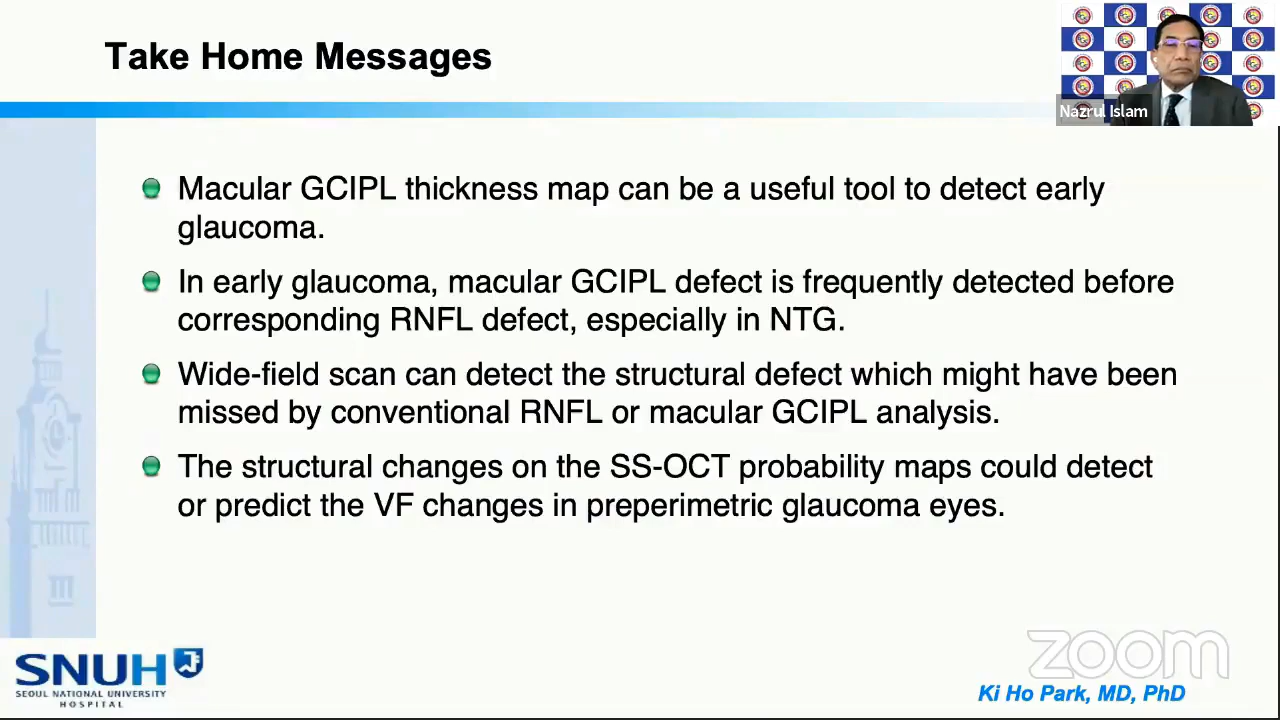 Take Home Messages
Nazrul Islam
Macular GCIPL thickness map can be a useful tool to detect early
glaucoma.
In early glaucoma, macular GCIPL defect is frequently detected before
corresponding RNFL defect, especially in NTG.
Wide-field scan can detect the structural defect which might have been
missed by conventional RNFL or macular GCIPL analysis.
The structural changes on the SS-OCT probability maps could detect
or predict the VF changes in preperimetric glaucoma eyes.
SNUH
SEOUL NATIONAL UNIVERSITY
HOSPITAL
zoom
Ki Ho Park, MD, PhD